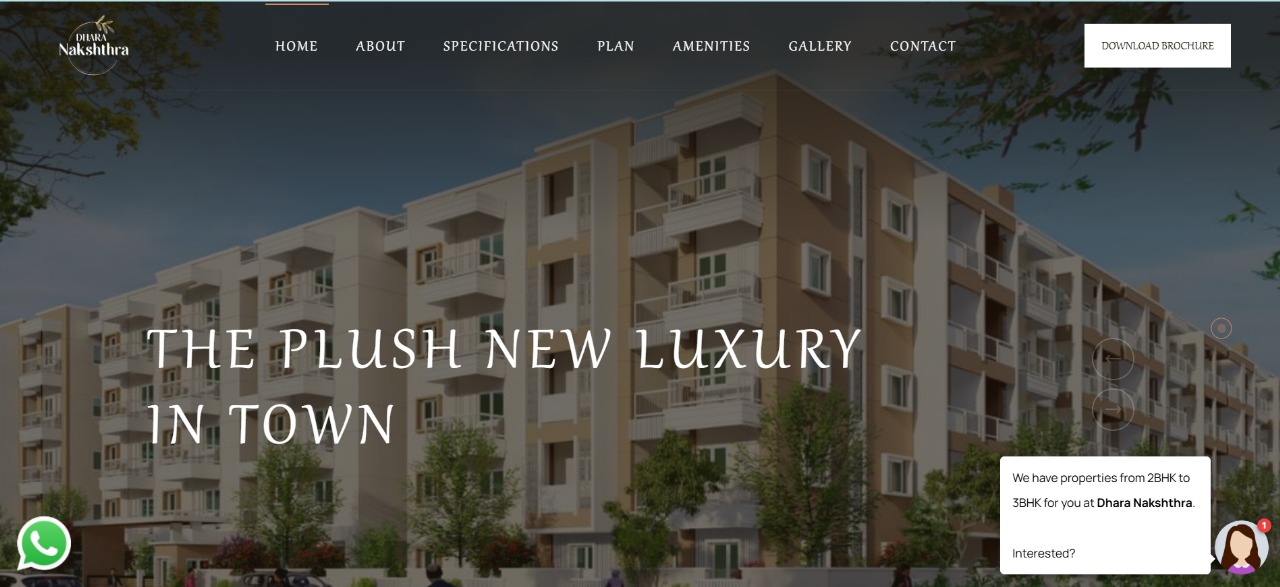 DHARA
Nakshthra
HOME ABOUT SPECIFICATIONS PLAN AMENITIES GALLERY CONTACT
DOWNLOAD BROCHURE
THE PLUSH NEW LUXURY
IN TOWN
We have properties from 2BHK to
3BHK for you at Dhara Nakshthra.
Interested?
1